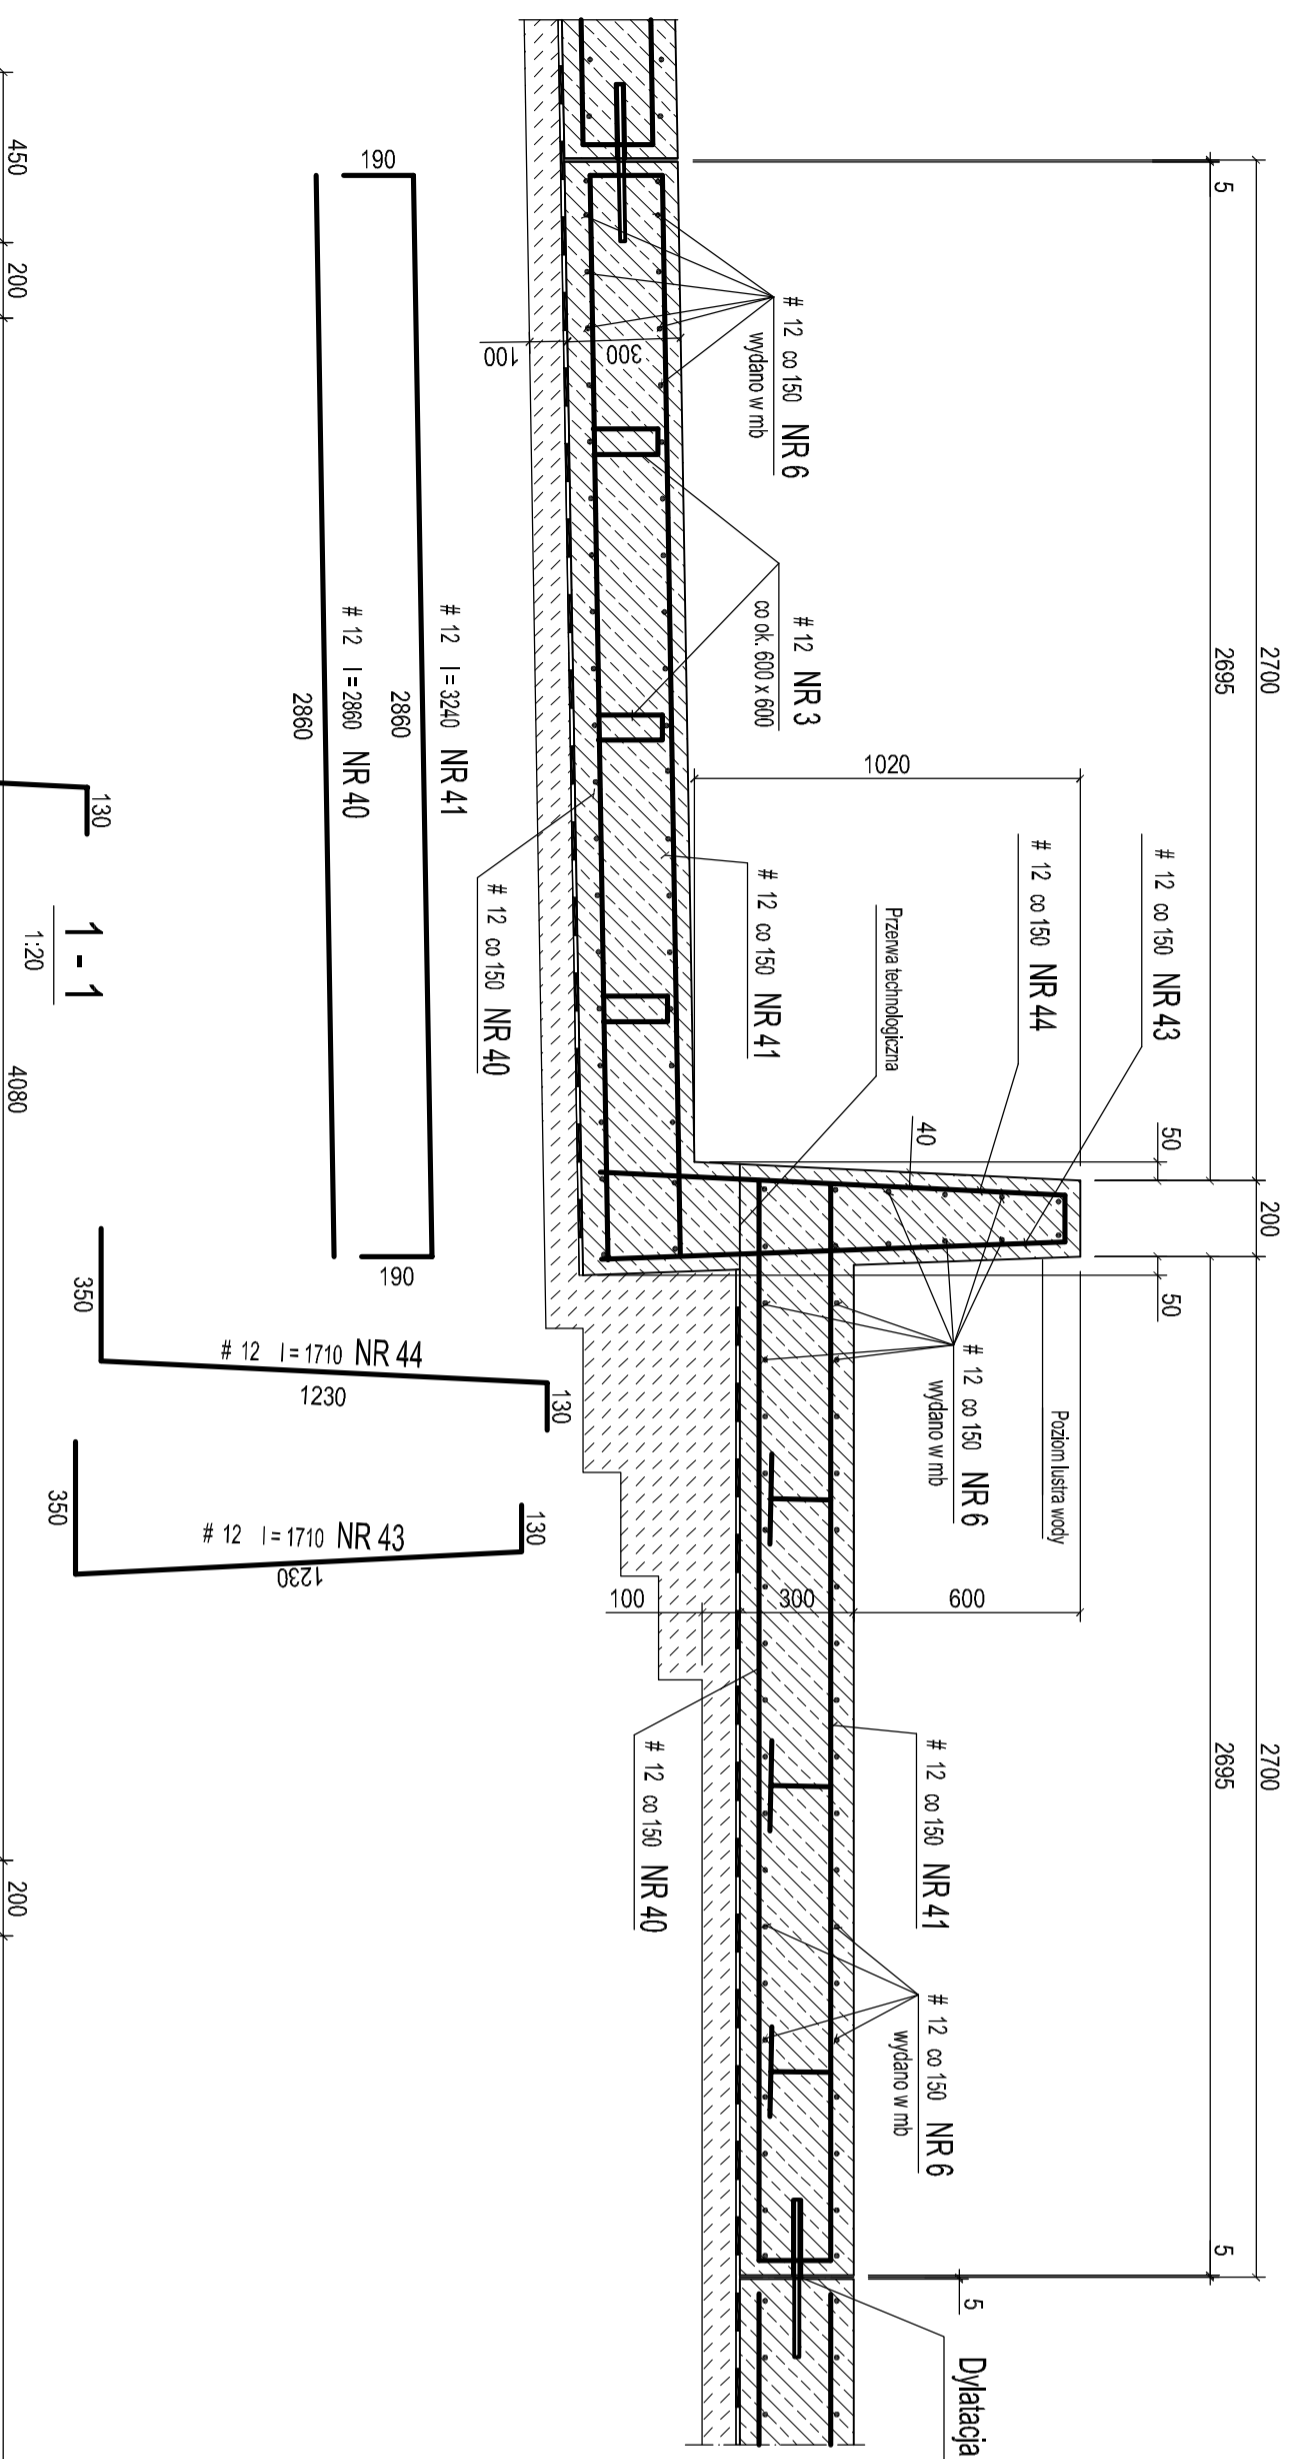 2700
200
2700
5
2695
2695
5
50
50
5
# 12 co 150 NR 43
# 12 co 150 NR 44
1020
40
Przerwa technologiczna
Poziom lustra wody
Dylatacja
# 12 co 150 NR 6
wydano w mb
# 12 NR 3
co ok. 600 x 600
# 12 co 150 NR 41
# 12 co 150 NR 40
# 12 co 150 NR 6
wydano w mb
# 12 co 150 NR 41
# 12 co 150 NR 6
wydano w mb
# 12 co 150 NR 40
300
100
600
300
100
190
# 12 l = 3240 NR 41
2860
190
# 12 l = 2860 NR 40
2860
350
# 12 l = 1710 NR 44
1230
130
350
# 12 l = 1710 NR 43
1230
130
130
1 - 1
1:20
450
200
4080
200